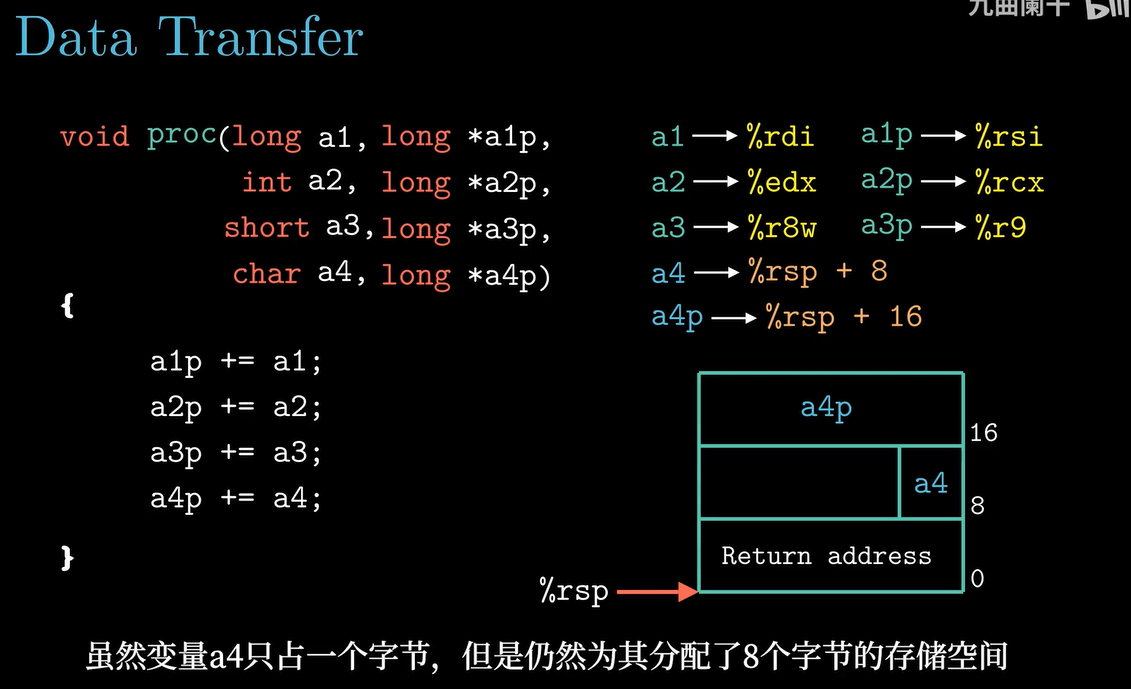 九曲阑干
Data Transfer
void proc(long a1, long *a1p,
int a2, long *a2p,
short a3, long *a3p,
char a4, long *a4p)
{
a1p += a1;
a2p += a2;
a3p += a3;
a4p += a4;
}
a1 → %rdi a1p → %rsi
a2 → %edx a2p → %rcx
a3 → %r8w a3p → %r9
a4 → %rsp + 8
a4p → %rsp + 16
a4p
16
a4
8
Return address
0
%rsp
虽然变量a4只占一个字节，但是仍然为其分配了8个字节的存储空间